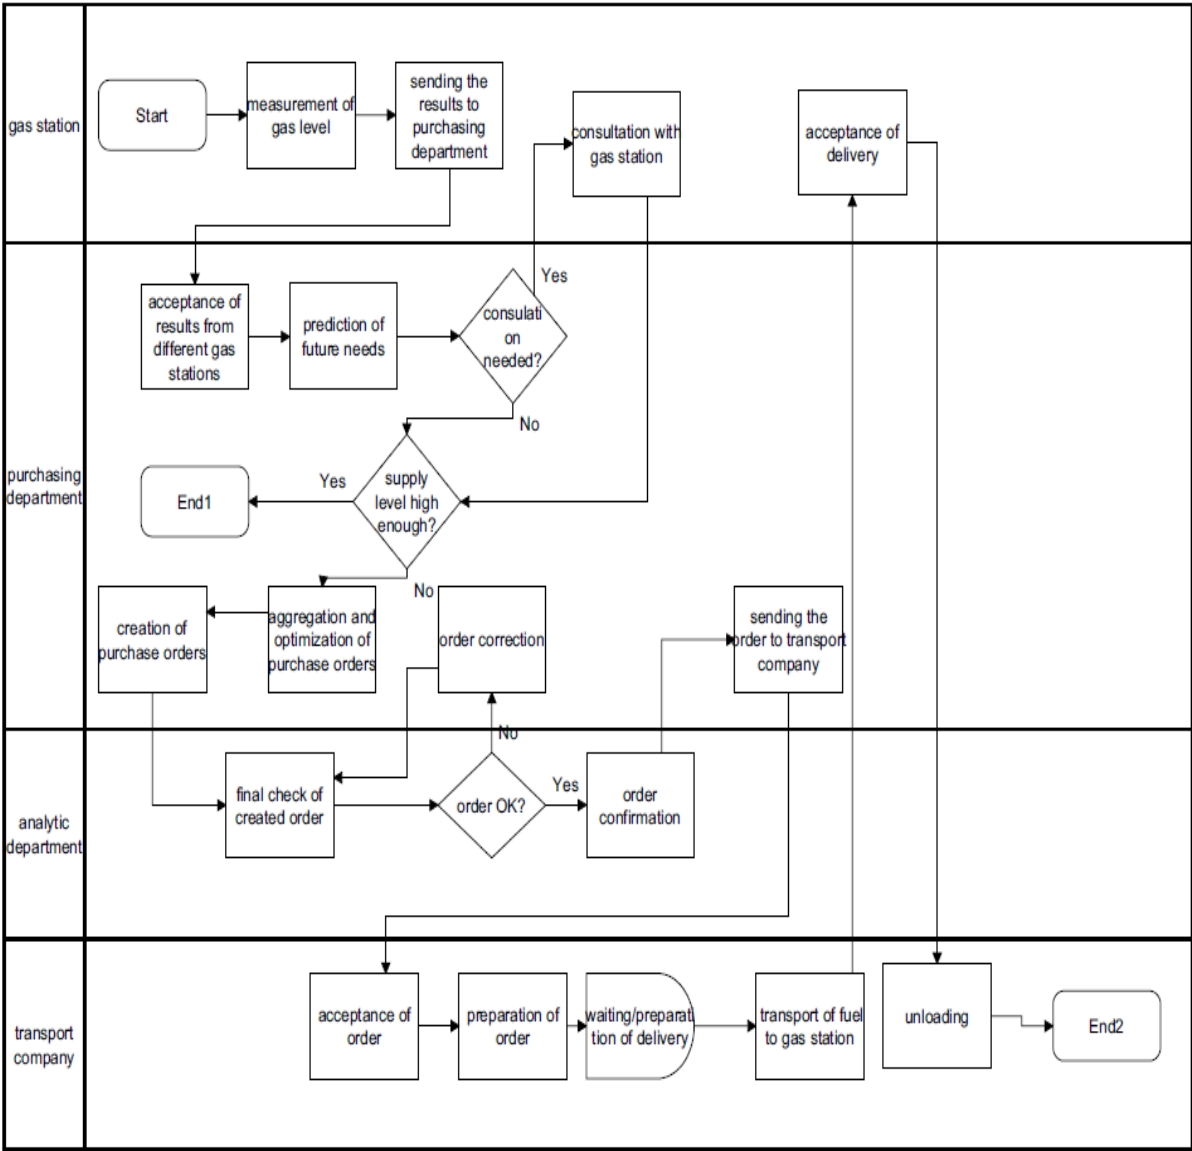 gas station
Start
measurement of
gas level
sending the
results to
purchasing
department
consultation with
gas station
acceptance of
delivery
purchasing
department
acceptance of
results from
different gas
stations
prediction of
future needs
consulati
on
needed?
Yes
No
supply
level high
enough?
Yes
End1
No
creation of
purchase orders
aggregation and
optimization of
purchase orders
order correction
sending the
order to transport
company
analytic
department
final check of
created order
order OK?
No
Yes
order
confirmation
transport
company
acceptance of
order
preparation of
order
waiting/preparat
tion of delivery
transport of fuel
to gas station
unloading
End2